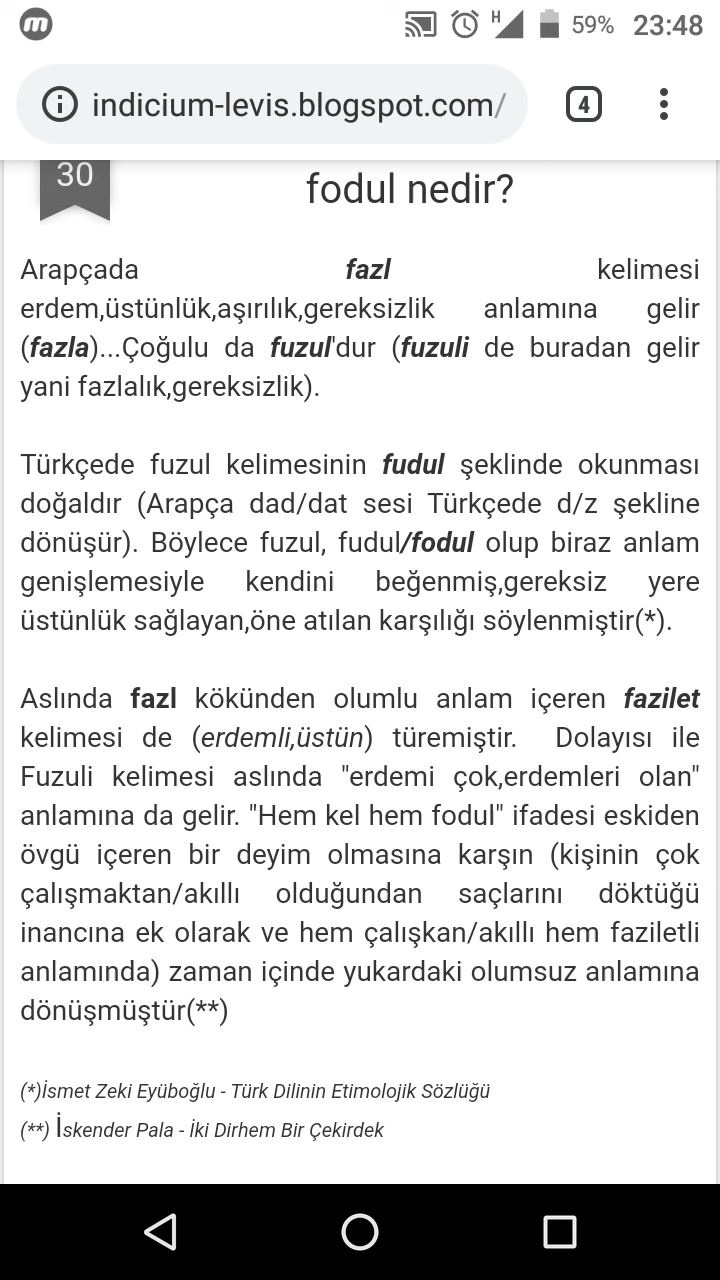 m
H
59%
23:48
indicium-levis.blogspot.com/
4
30
fodul nedir?
Arapçada fazl kelimesi
erdem,üstünlük,aşırılık,gereksizlik anlamına gelir
(fazla)...Çoğulu da fuzul'dur (fuzuli de buradan gelir
yani fazlalık,gereksizlik).
Türkçede fuzul kelimesinin fudul şeklinde okunması
doğaldır (Arapça dad/dat sesi Türkçede d/z şekline
dönüşür). Böylece fuzul, fudul/fodul olup biraz anlam
genişlemesiyle kendini beğenmiş,gereksiz yere
üstünlük sağlayan,öne atılan karşılığı söylenmiştir(*).
Aslında fazl kökünden olumlu anlam içeren fazilet
kelimesi de (erdemli,üstün) türemiştir. Dolayısı ile
Fuzuli kelimesi aslında "erdemi çok,erdemleri olan"
anlamına da gelir. "Hem kel hem fodul" ifadesi eskiden
övgü içeren bir deyim olmasına karşın (kişinin çok
çalışmaktan/akıllı olduğundan saçlarını döktüğü
inancına ek olarak ve hem çalışkan/akıllı hem faziletli
anlamında) zaman içinde yukardaki olumsuz anlamına
dönüşmüştür(**)
(*)İsmet Zeki Eyüboğlu - Türk Dilinin Etimolojik Sözlüğü
(**) İskender Pala - İki Dirhem Bir Çekirdek